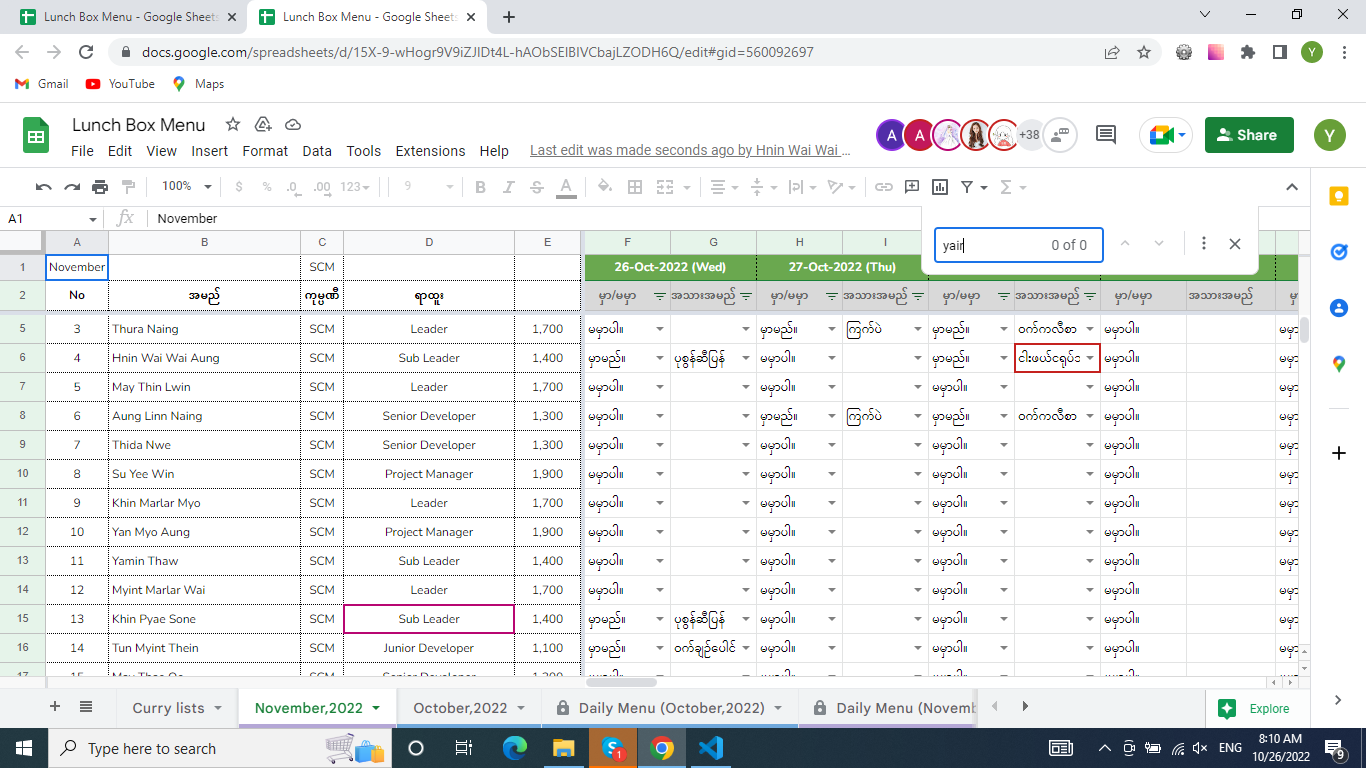 Lunch Box Menu - Google Sheets
Lunch Box Menu - Google Sheets
docs.google.com/spreadsheets/d/15X-9-wHogr9V9iZJIDt4L-hAObSEIBIVCbajLZODH6Q/edit#gid=560092697
Y
Gmail YouTube Maps
Lunch Box Menu
File Edit View Insert Format Data Tools Extensions Help Last edit was made seconds ago by Hnin Wai Wai ...
A A +38 Share Y
100% $ % .0 .00 123 9 B I S A
A1 fx November
yair 0 of 0
A B C D E F G H I
1 November SCM 26-Oct-2022 (Wed) 27-Oct-2022 (Thu)
2 No အမည် ကုမ္ပဏီ ရာထူး မှာ/မမှာ အသားအမည် မှာ/မမှာ အသားအမည် မှာ/မမှာ အသားအမည် မှာ/မမှာ အသားအမည်
5 3 Thura Naing SCM Leader 1,700 မမှာပါ။ မှာမည်။ ကြက်ပဲ မှာမည်။ ဝက်ကလီစာ မမှာပါ။
6 4 Hnin Wai Wai Aung SCM Sub Leader 1,400 မှာမည်။ ပုစွန်ဆီပြန် မမှာပါ။ မှာမည်။ မမှာပါ။
7 5 May Thin Lwin SCM Leader 1,700 မမှာပါ။ မမှာပါ။ မမှာပါ။ မမှာပါ။
8 6 Aung Linn Naing SCM Senior Developer 1,300 မမှာပါ။ မှာမည်။ ကြက်ပဲ မှာမည်။ ဝက်ကလီစာ မမှာပါ။
9 7 Thida Nwe SCM Senior Developer 1,300 မမှာပါ။ မမှာပါ။ မမှာပါ။ မမှာပါ။
10 8 Su Yee Win SCM Project Manager 1,900 မမှာပါ။ မမှာပါ။ မမှာပါ။ မမှာပါ။
11 9 Khin Marlar Myo SCM Leader 1,700 မမှာပါ။ မမှာပါ။ မမှာပါ။ မမှာပါ။
12 10 Yan Myo Aung SCM Project Manager 1,900 မမှာပါ။ မမှာပါ။ မမှာပါ။ မမှာပါ။
13 11 Yamin Thaw SCM Sub Leader 1,400 မမှာပါ။ မမှာပါ။ မမှာပါ။ မမှာပါ။
14 12 Myint Marlar Wai SCM Leader 1,700 မမှာပါ။ မမှာပါ။ မမှာပါ။ မမှာပါ။
15 13 Khin Pyae Sone SCM Sub Leader 1,400 မှာမည်။ ပုစွန်ဆီပြန် မမှာပါ။ မမှာပါ။ မမှာပါ။
16 14 Tun Myint Thein SCM Junior Developer 1,100 မှာမည်။ ဝက်ချဉ်ပေါင် မမှာပါ။ မမှာပါ။ မမှာပါ။
Curry lists November,2022 October,2022 Daily Menu (October,2022) Daily Menu (Novemb Explore
Type here to search
1
ENG
8:10 AM
10/26/2022
9